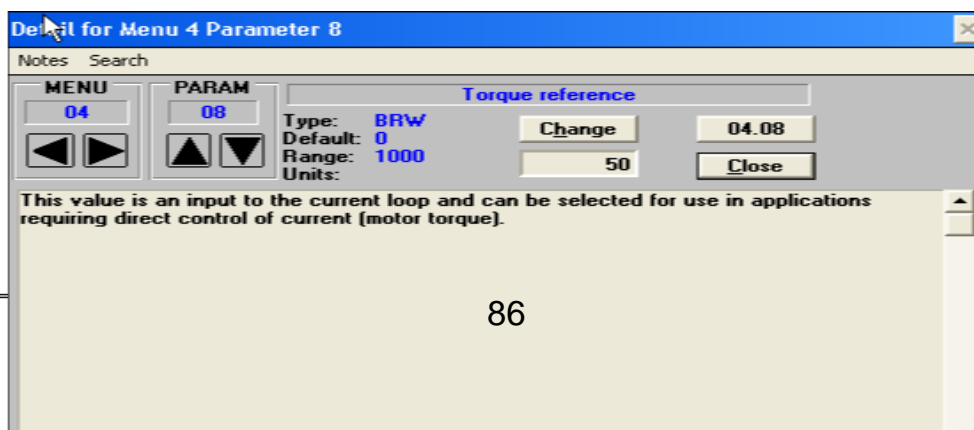 Detail for Menu 4 Parameter 8
Notes Search
MENU PARAM
Torque reference
04 08
Type: BRW
Default: 0
Range: 1000
Units:
Change 04.08
50 Close
This value is an input to the current loop and can be selected for use in applications
requiring direct control of current (motor torque).
86